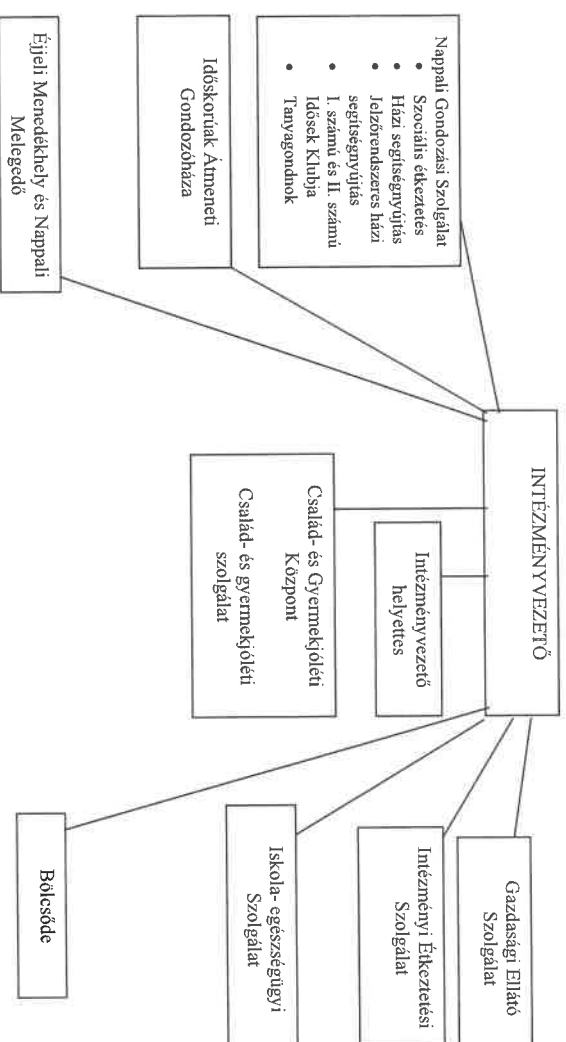 INTÉZMÉNYVEZETŐ
Nappali Gondozási Szolgálat
• Szociális étkeztetés
• Házi segítségnyújtás
• Jelzőrendszeres házi
segítségnyújtás
• I. számú és II. számú
Idősek Klubja
• Tanyagondnok
Időskorúak Átmeneti
Gondozóháza
Éjjeli Menedékhely és Nappali
Melegedő
Intézményvezető
helyettes
Család- és Gyermekjóléti
Központ
Család- és gyermekjóléti
szolgálat
Gazdasági Ellátó
Szolgálat
Intézményi Étkeztetési
Szolgálat
Iskola- egészségügyi
Szolgálat
Bölcsőde